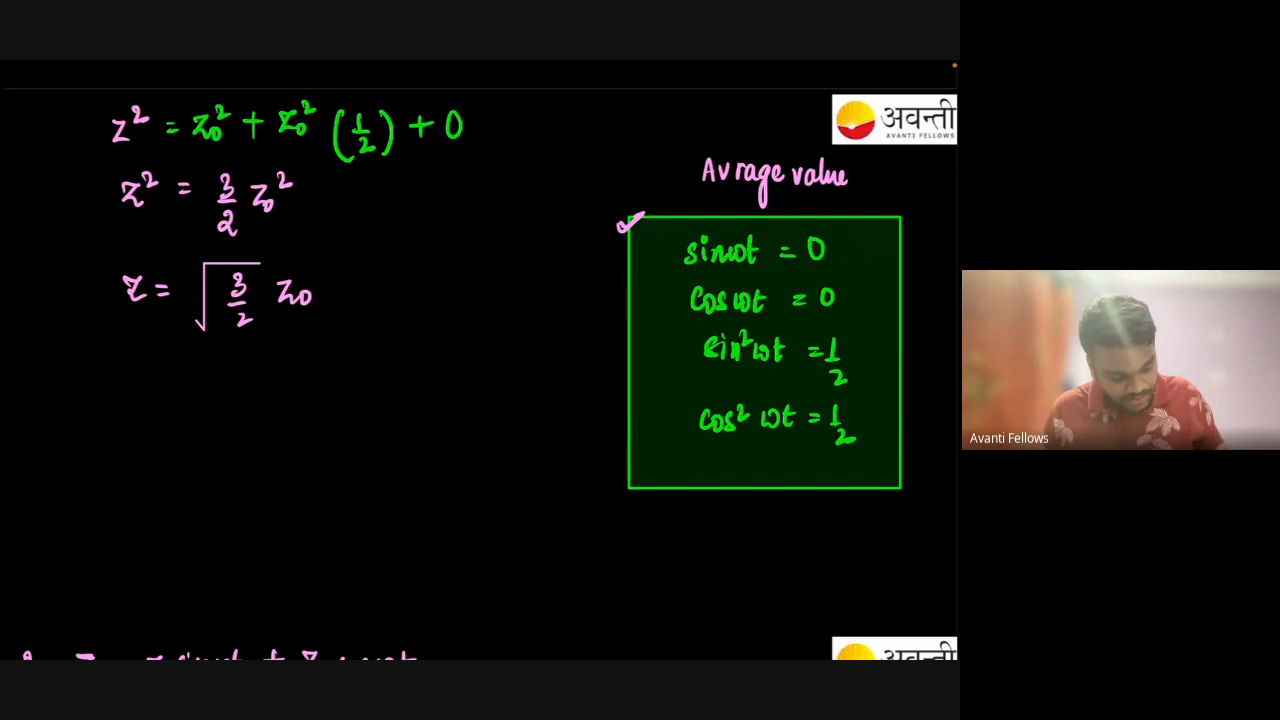 z² = z₀² + z₀² (1/2) + 0
z² = 3/2 z₀²
z = √(3/2) z₀
अवन्ती
AVANTI FELLOWS
Avrage value
sinωt = 0
cosωt = 0
sin²ωt = 1/2
cos² ωt = 1/2
Avanti Fellows